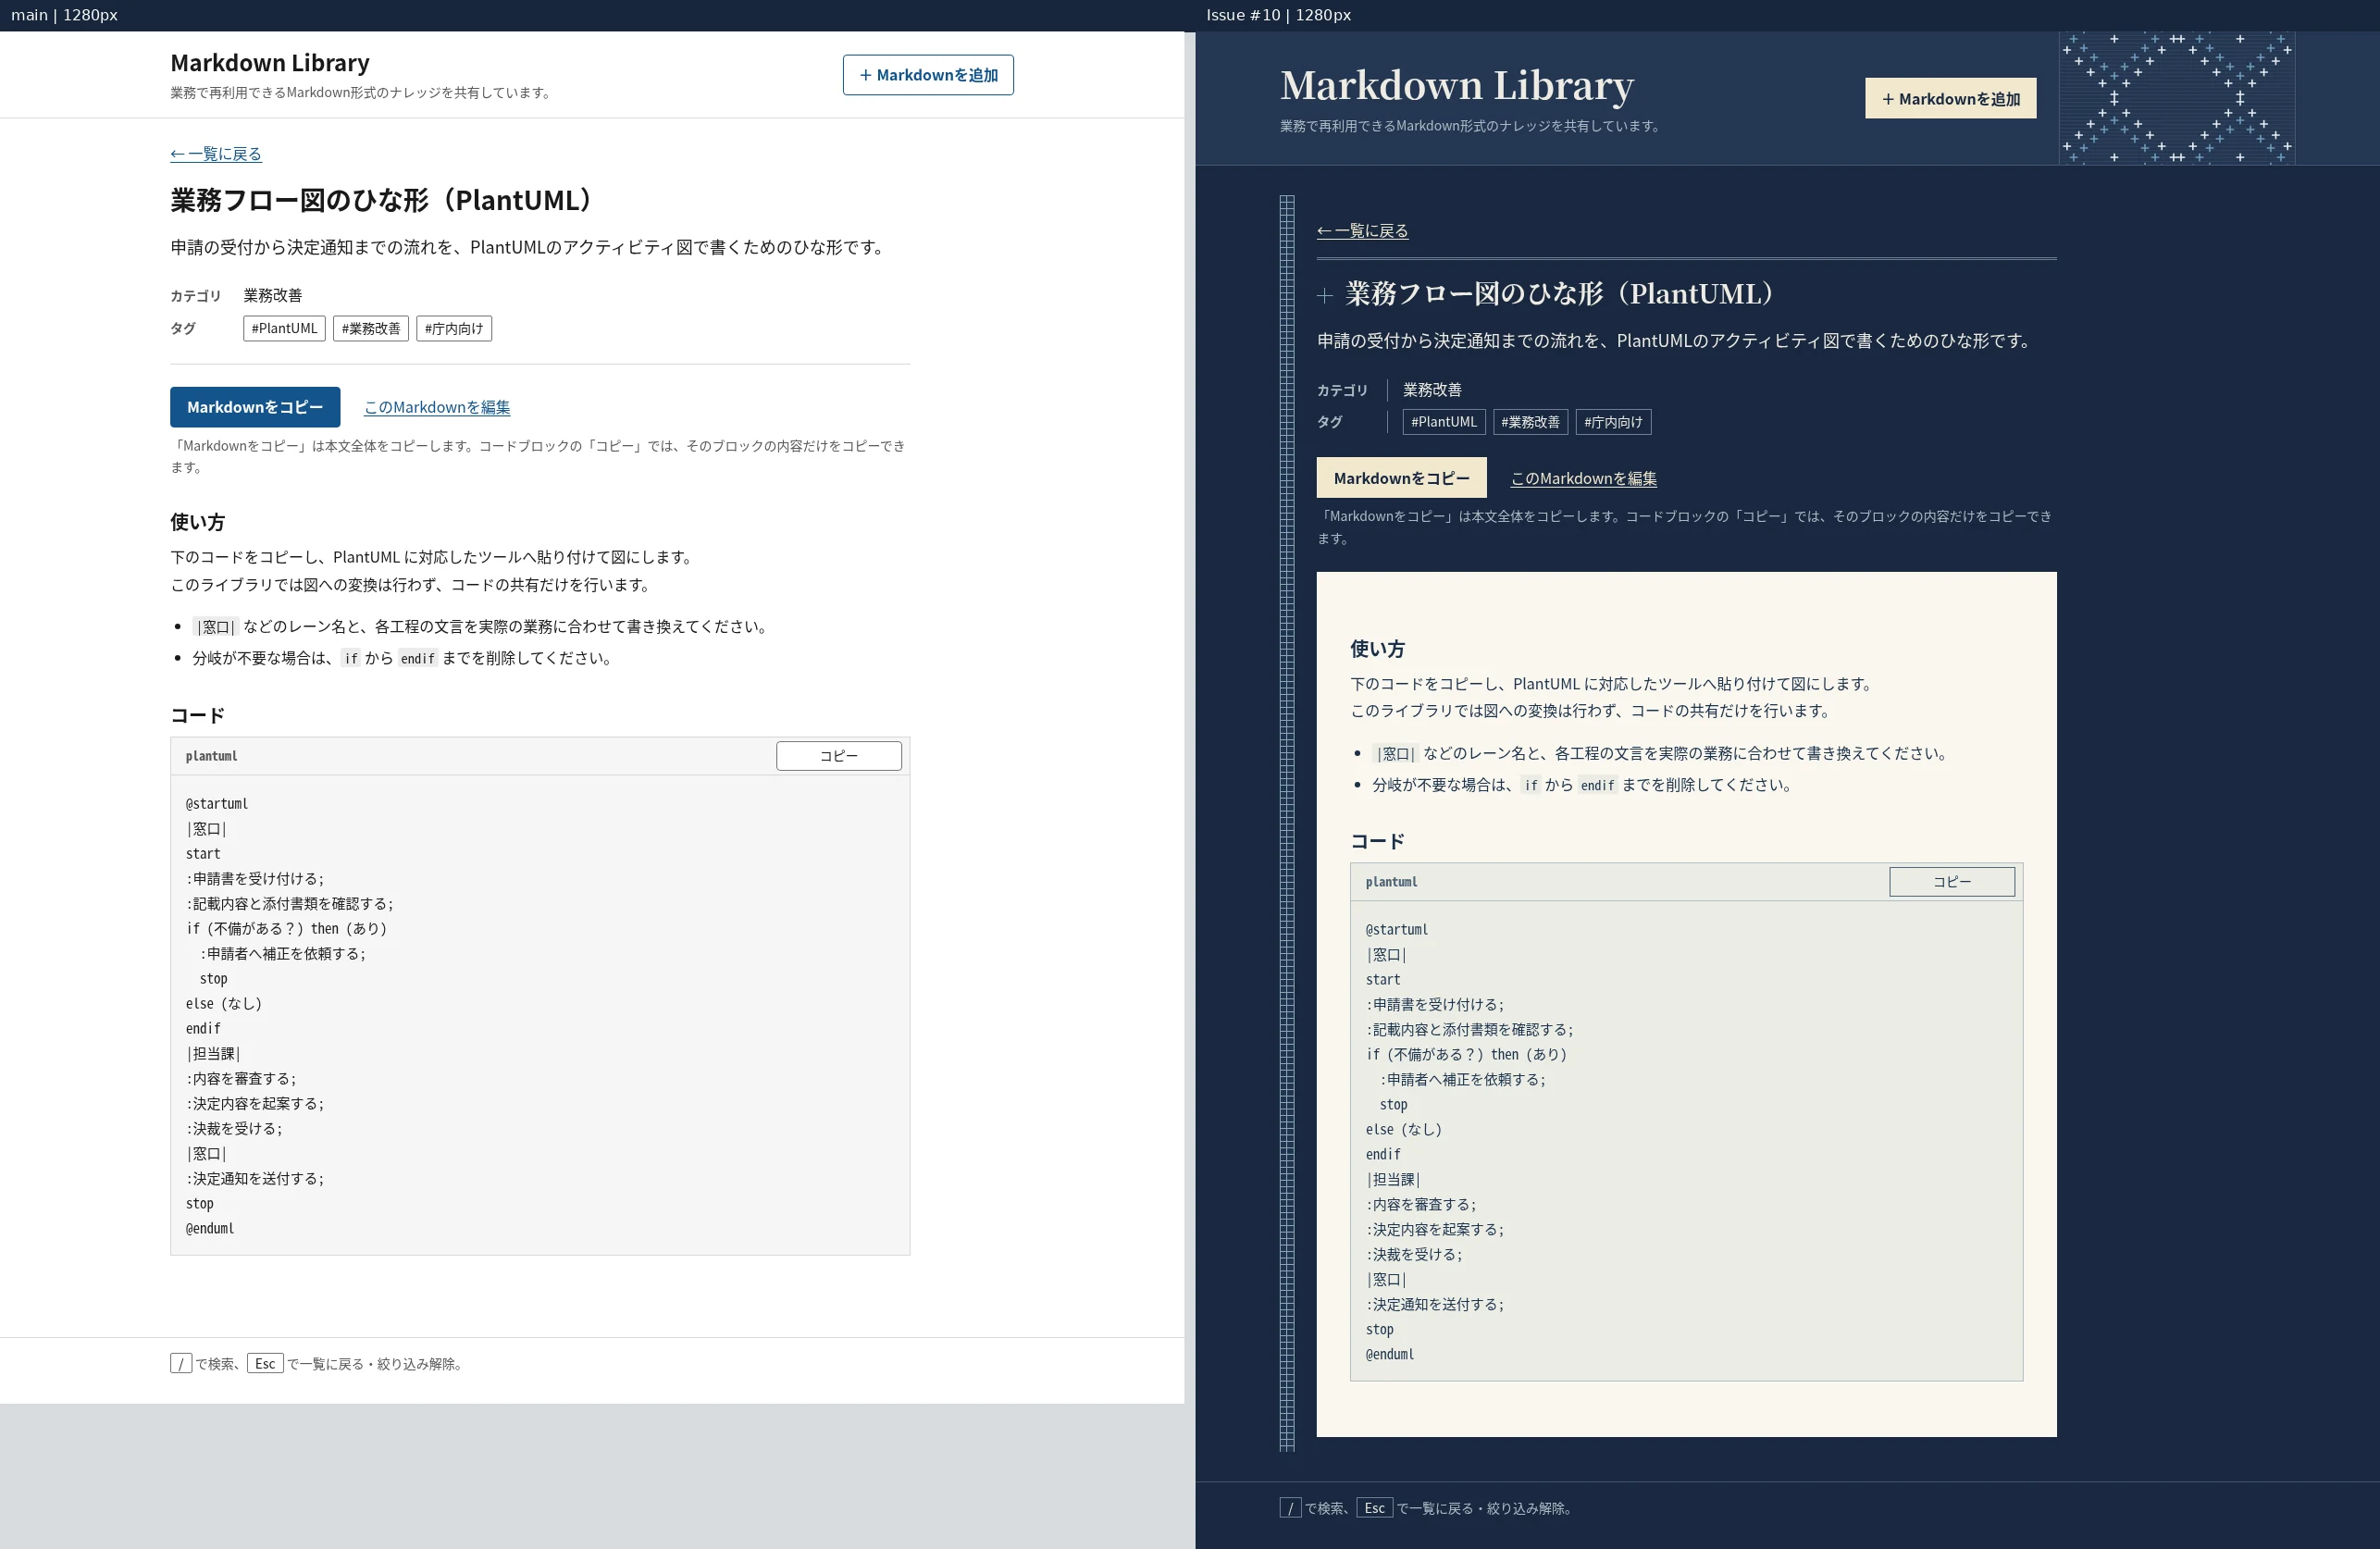 main | 1280px
Markdown Library
業務で再利用できるMarkdown形式のナレッジを共有しています。
＋ Markdownを追加
← 一覧に戻る
業務フロー図のひな形（PlantUML）
申請の受付から決定通知までの流れを、PlantUMLのアクティビティ図で書くためのひな形です。
カテゴリ 業務改善
タグ #PlantUML #業務改善 #庁内向け
Markdownをコピー このMarkdownを編集
「Markdownをコピー」は本文全体をコピーします。コードブロックの「コピー」では、そのブロックの内容だけをコピーでき
ます。
使い方
下のコードをコピーし、PlantUML に対応したツールへ貼り付けて図にします。
このライブラリでは図への変換は行わず、コードの共有だけを行います。
• |窓口| などのレーン名と、各工程の文言を実際の業務に合わせて書き換えてください。
• 分岐が不要な場合は、if から endif までを削除してください。
コード
plantuml コピー
@startuml
|窓口|
start
:申請書を受け付ける;
:記載内容と添付書類を確認する;
if (不備がある？) then (あり)
  :申請者へ補正を依頼する;
  stop
else (なし)
endif
|担当課|
:内容を審査する;
:決定内容を起案する;
:決裁を受ける;
|窓口|
:決定通知を送付する;
stop
@enduml
/ で検索、Esc で一覧に戻る・絞り込み解除。
Issue #10 | 1280px
Markdown Library
業務で再利用できるMarkdown形式のナレッジを共有しています。
＋ Markdownを追加
← 一覧に戻る
業務フロー図のひな形（PlantUML）
申請の受付から決定通知までの流れを、PlantUMLのアクティビティ図で書くためのひな形です。
カテゴリ 業務改善
タグ #PlantUML #業務改善 #庁内向け
Markdownをコピー このMarkdownを編集
「Markdownをコピー」は本文全体をコピーします。コードブロックの「コピー」では、そのブロックの内容だけをコピーでき
ます。
使い方
下のコードをコピーし、PlantUML に対応したツールへ貼り付けて図にします。
このライブラリでは図への変換は行わず、コードの共有だけを行います。
• |窓口| などのレーン名と、各工程の文言を実際の業務に合わせて書き換えてください。
• 分岐が不要な場合は、if から endif までを削除してください。
コード
plantuml コピー
@startuml
|窓口|
start
:申請書を受け付ける;
:記載内容と添付書類を確認する;
if (不備がある？) then (あり)
  :申請者へ補正を依頼する;
  stop
else (なし)
endif
|担当課|
:内容を審査する;
:決定内容を起案する;
:決裁を受ける;
|窓口|
:決定通知を送付する;
stop
@enduml
/ で検索、Esc で一覧に戻る・絞り込み解除。